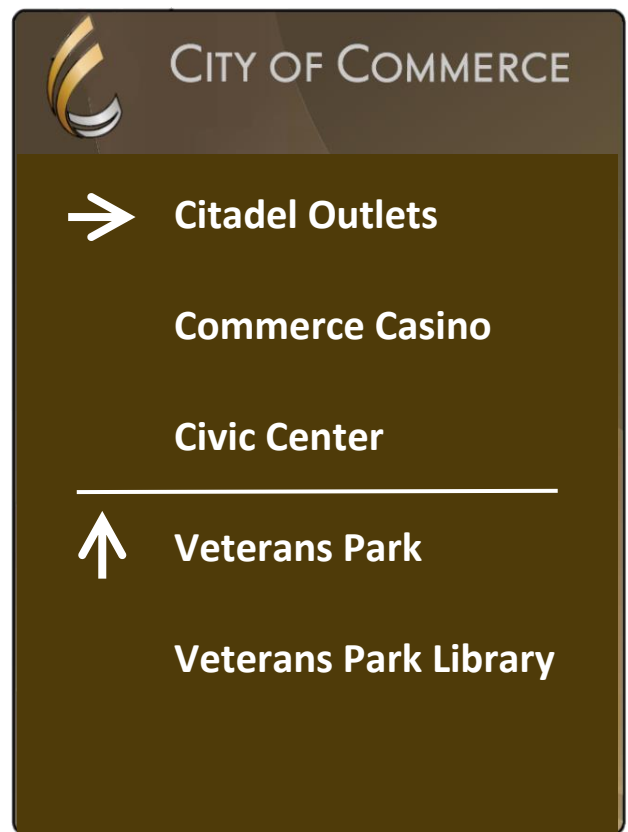 CITY OF COMMERCE
Citadel Outlets
Commerce Casino
Civic Center
Veterans Park
Veterans Park Library